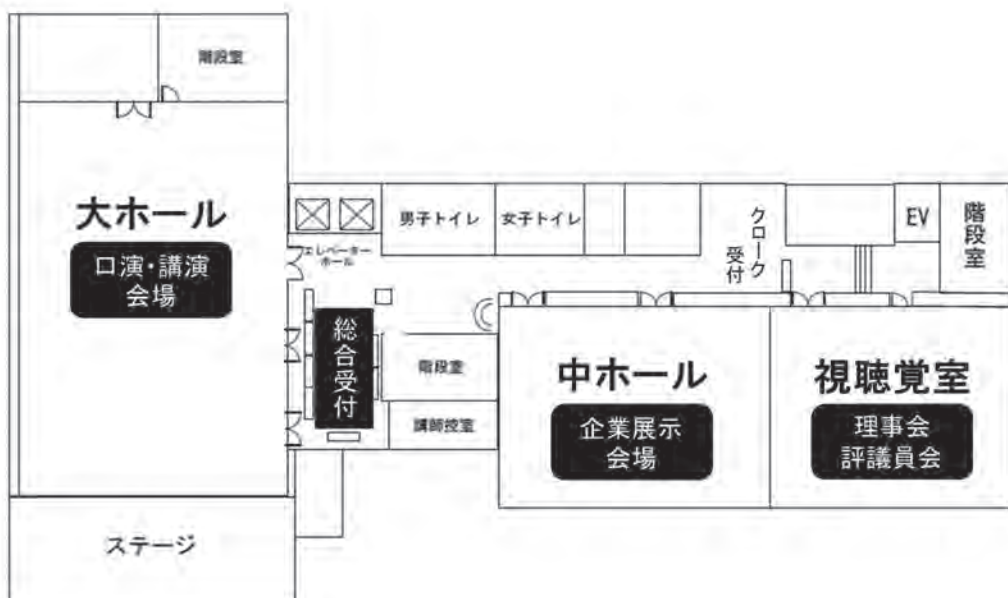 階段室
大ホール
口演・講演
会場
エレベーター
ホール
男子トイレ
女子トイレ
クローク
受付
EV
階段室
総合受付
階段室
講師控室
中ホール
企業展示
会場
視聴覚室
理事会
評議員会
ステージ